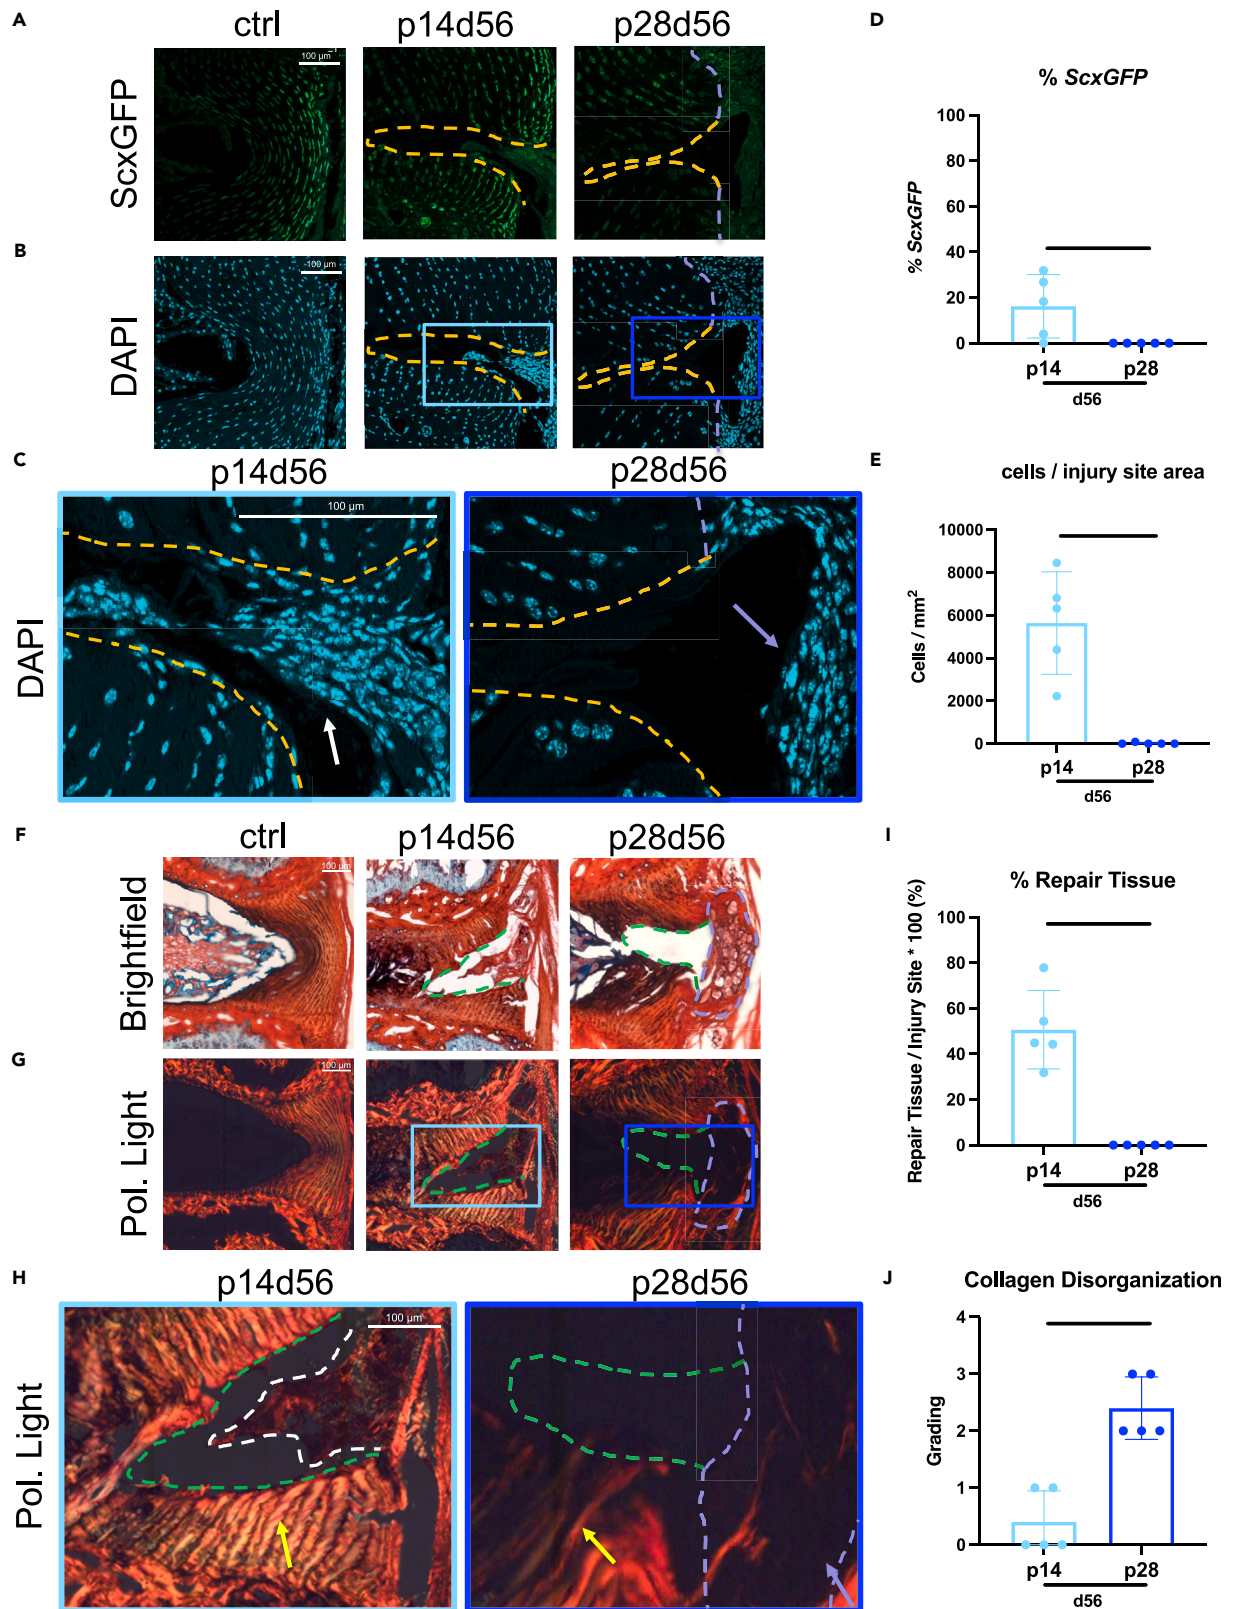 A
ctrl
p14d56
p28d56
ScxGFP
100 µm
B
DAPI
100 µm
C
p14d56
p28d56
DAPI
100 µm
D
% ScxGFP
% ScxGFP
100
80
60
40
20
0
p14
p28
d56
E
cells / injury site area
Cells / mm²
10000
8000
6000
4000
2000
0
p14
p28
d56
F
ctrl
p14d56
p28d56
Brightfield
100 µm
G
Pol. Light
100 µm
H
p14d56
p28d56
Pol. Light
100 µm
I
% Repair Tissue
Repair Tissue / Injury Site * 100 (%)
100
80
60
40
20
0
p14
p28
d56
J
Collagen Disorganization
Grading
4
3
2
1
0
p14
p28
d56